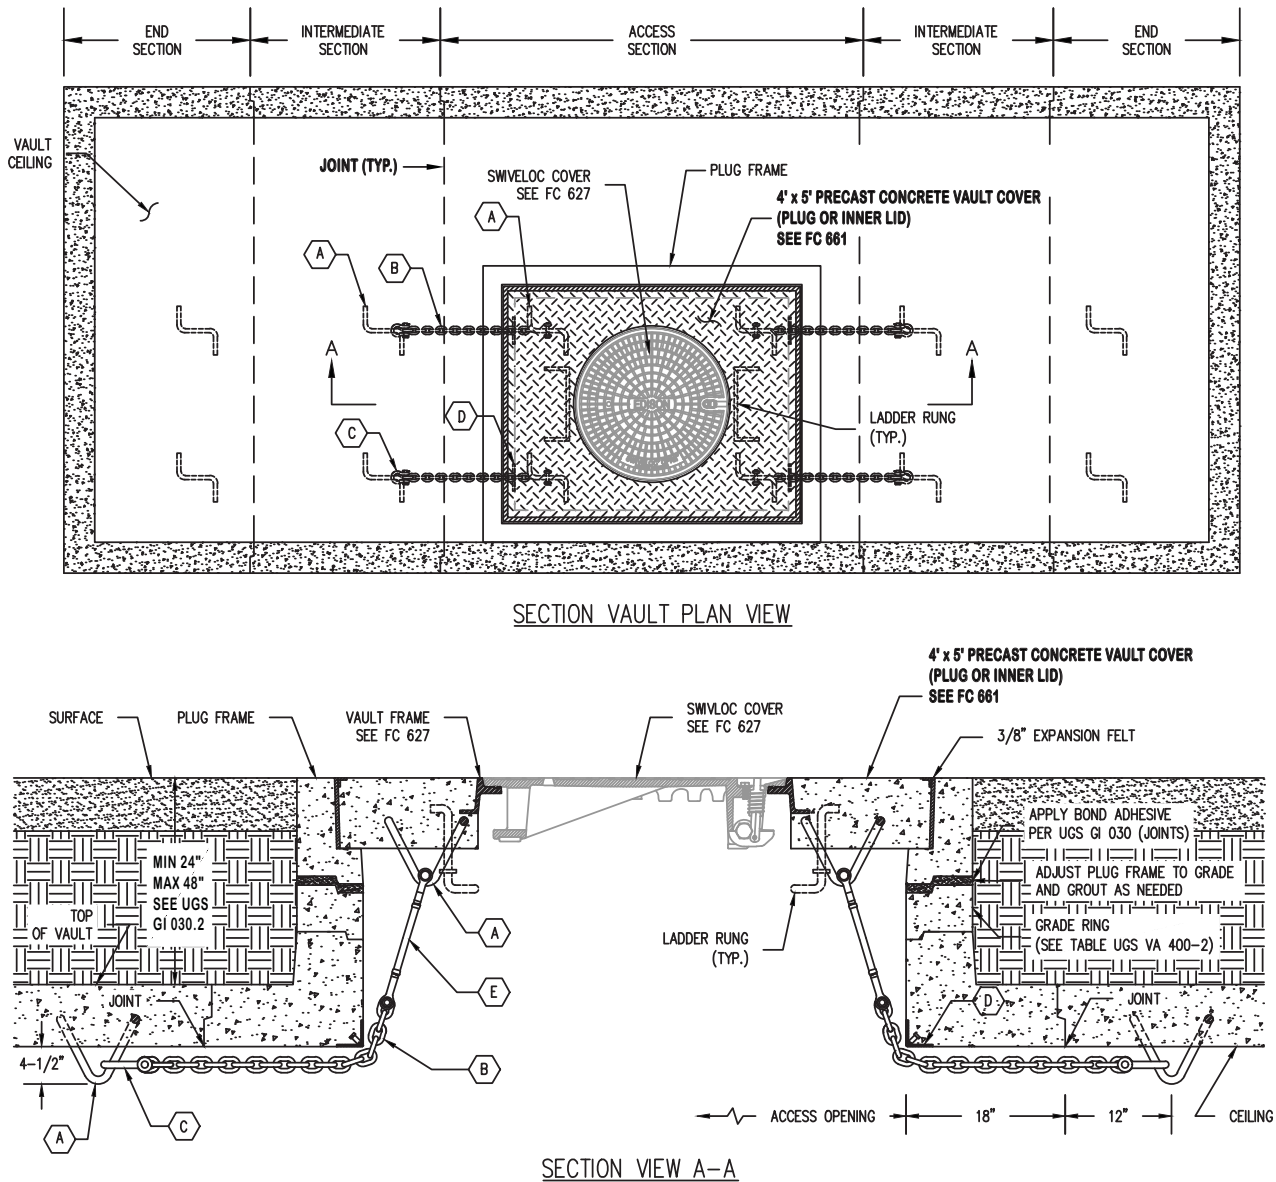 END
SECTION
INTERMEDIATE
SECTION
ACCESS
SECTION
INTERMEDIATE
SECTION
END
SECTION
VAULT
CEILING
JOINT (TYP.)
SWIVELOC COVER
SEE FC 627
PLUG FRAME
4' x 5' PRECAST CONCRETE VAULT COVER
(PLUG OR INNER LID)
SEE FC 661
A
A
B
A
A
EDISON
D
C
LADDER RUNG
(TYP.)
SECTION VAULT PLAN VIEW
4' x 5' PRECAST CONCRETE VAULT COVER
(PLUG OR INNER LID)
SEE FC 661
SURFACE
PLUG FRAME
VAULT FRAME
SEE FC 627
SWIVLOC COVER
SEE FC 627
3/8" EXPANSION FELT
MIN 24"
MAX 48"
SEE UGS
GI 030.2
TOP
OF VAULT
APPLY BOND ADHESIVE
PER UGS GI 030 (JOINTS)
ADJUST PLUG FRAME TO GRADE
AND GROUT AS NEEDED
GRADE RING
(SEE TABLE UGS VA 400-2)
A
LADDER RUNG
(TYP.)
E
JOINT
D
JOINT
4-1/2"
B
A
C
ACCESS OPENING
18"
12"
CEILING
SECTION VIEW A-A